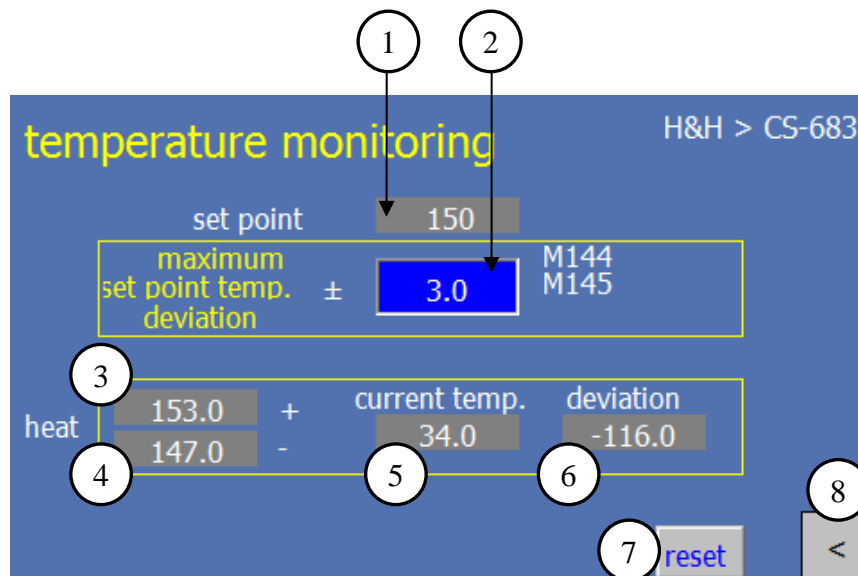 1 2
temperature monitoring H&H > CS-683
set point 150
maximum
set point temp.
deviation
± 3.0
M144
M145
3
heat
153.0 +
147.0 -
current temp.
34.0
deviation
-116.0
4 5 6
7 reset
8 <